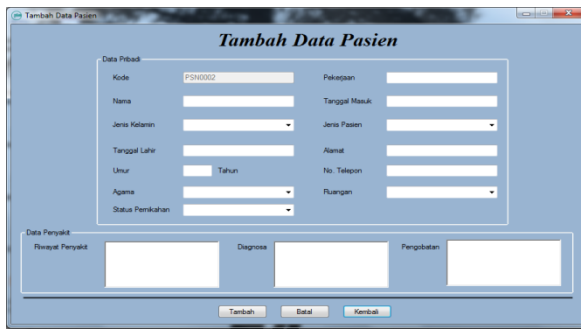 Tambah Data Pasien
Tambah Data Pasien
Data Pribadi
Kode PSN0002 Pekerjaan
Nama Tanggal Masuk
Jenis Kelamin Jenis Pasien
Tanggal Lahir Alamat
Umur Tahun No. Telepon
Agama Ruangan
Status Pernikahan
Data Penyakit
Riwayat Penyakit Diagnosa Pengobatan
Tambah Batal Kembali